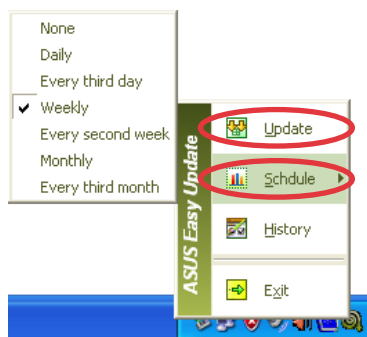 None
Daily
Every third day
Weekly
Every second week
Monthly
Every third month
ASUS Easy Update
Update
Schdule
History
Exit